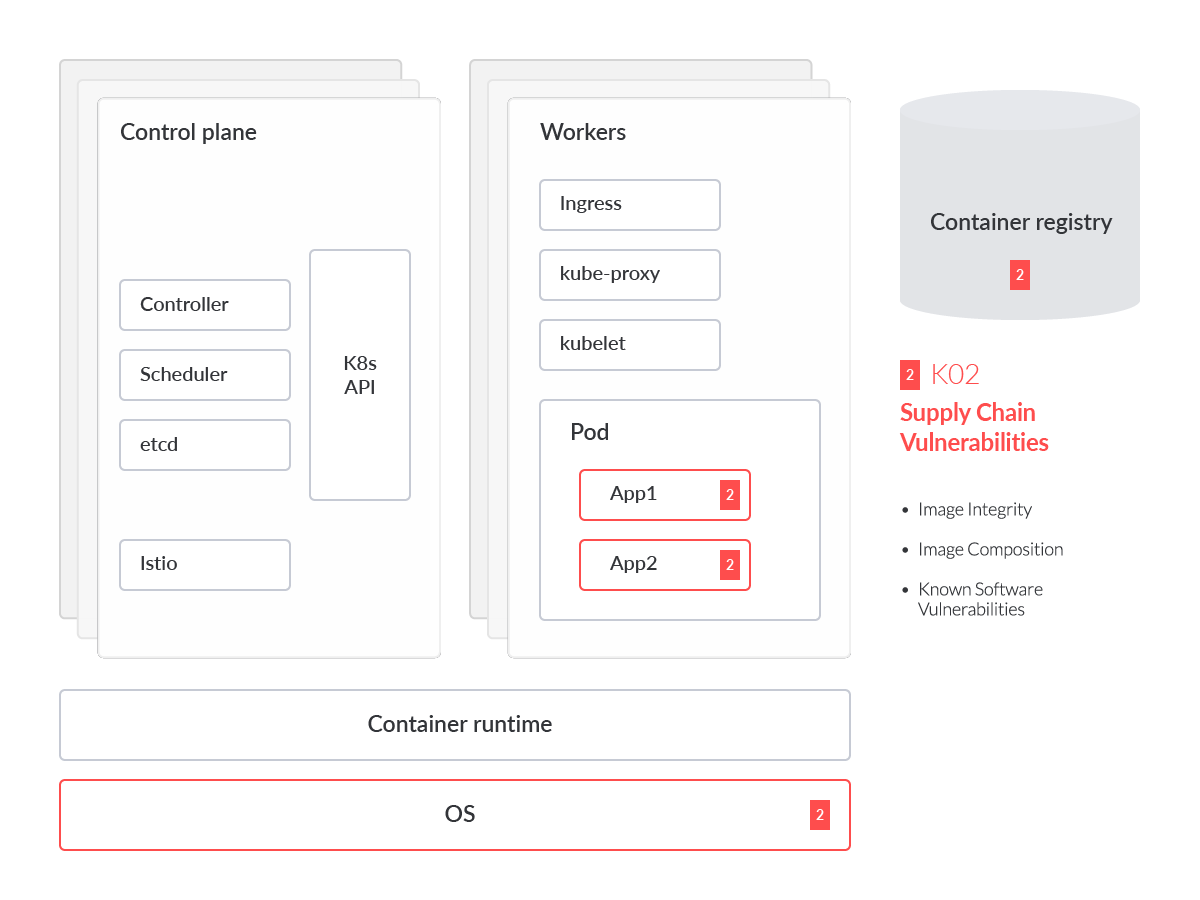 Control plane
Controller
Scheduler
etcd
Istio
K8s
API
Workers
Ingress
kube-proxy
kubelet
Pod
App1
2
App2
2
Container registry
2
2 K02
Supply Chain
Vulnerabilities
• Image Integrity
• Image Composition
• Known Software
Vulnerabilities
Container runtime
OS
2